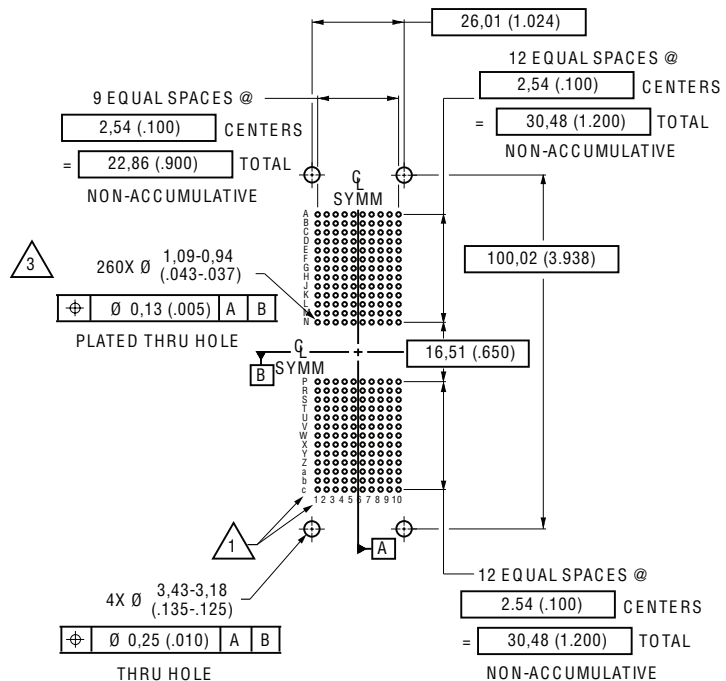 26,01 (1.024)
12 EQUAL SPACES @
2,54 (.100) CENTERS
= 30,48 (1.200) TOTAL
NON-ACCUMULATIVE
9 EQUAL SPACES @
2,54 (.100) CENTERS
= 22,86 (.900) TOTAL
NON-ACCUMULATIVE
CL
SYMM
A
B
C
D
E
F
G
H
J
K
L
M
N
3
260X Ø 1,09-0,94
(.043-.037)
⌖ Ø 0,13 (.005) A B
PLATED THRU HOLE
100,02 (3.938)
16,51 (.650)
CL
SYMM
B
P
R
S
T
U
V
W
X
Y
Z
a
b
c
1 2 3 4 5 6 7 8 9 10
1
A
4X Ø 3,43-3,18
(.135-.125)
⌖ Ø 0,25 (.010) A B
THRU HOLE
12 EQUAL SPACES @
2.54 (.100) CENTERS
= 30,48 (1.200) TOTAL
NON-ACCUMULATIVE